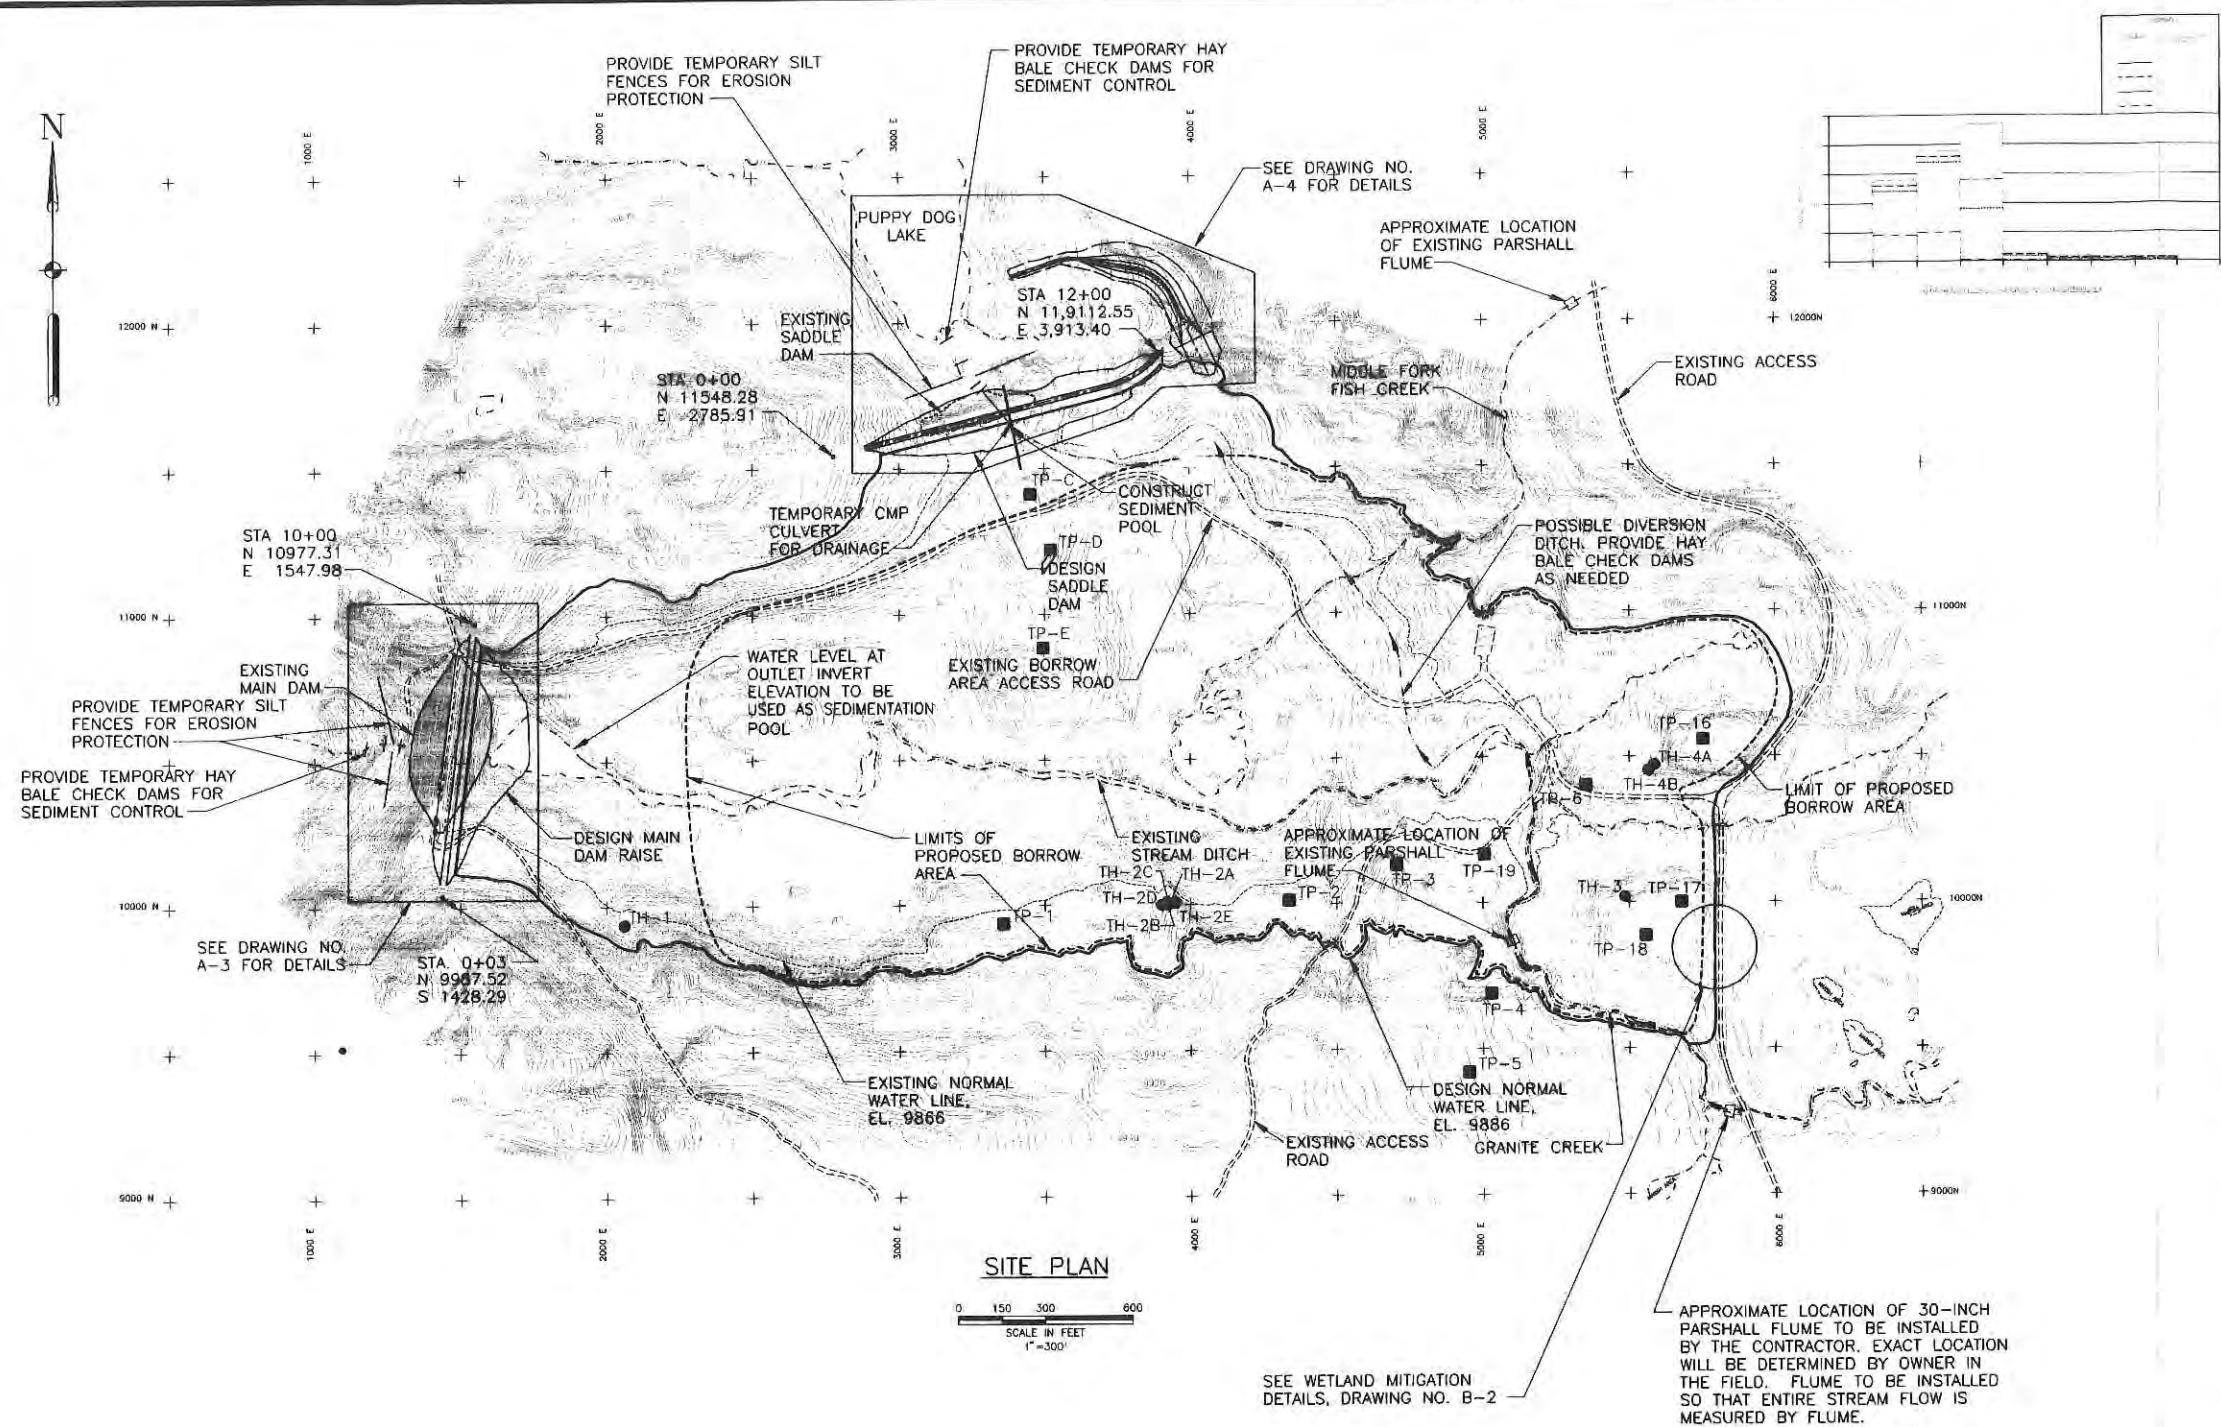 PROVIDE TEMPORARY SILT
FENCES FOR EROSION
PROTECTION
PROVIDE TEMPORARY HAY
BALE CHECK DAMS FOR
SEDIMENT CONTROL
N
1000 E
2000 E
3000 E
4000 E
5000 E
6000 E
SEE DRAWING NO.
A-4 FOR DETAILS
PUPPY DOG
LAKE
APPROXIMATE LOCATION
OF EXISTING PARSHALL
FLUME
STA 12+00
N 11,9112.55
E 3,913.40
12000 N
12000N
EXISTING
SADDLE
DAM
EXISTING ACCESS
ROAD
MIDDLE FORK
FISH CREEK
STA 0+00
N 11548.28
E 2785.91
TP-C
CONSTRUCT
SEDIMENT
POOL
TEMPORARY CMP
CULVERT
FOR DRAINAGE
POSSIBLE DIVERSION
DITCH. PROVIDE HAY
BALE CHECK DAMS
AS NEEDED
STA 10+00
N 10977.31
E 1547.98
TP-D
DESIGN
SADDLE
DAM
11000 N
11000N
TP-E
WATER LEVEL AT
OUTLET INVERT
ELEVATION TO BE
USED AS SEDIMENTATION
POOL
EXISTING BORROW
AREA ACCESS ROAD
EXISTING
MAIN DAM
PROVIDE TEMPORARY SILT
FENCES FOR EROSION
PROTECTION
TP-16
TH-4A
TH-4B
TP-6
PROVIDE TEMPORARY HAY
BALE CHECK DAMS FOR
SEDIMENT CONTROL
LIMIT OF PROPOSED
BORROW AREA
DESIGN MAIN
DAM RAISE
LIMITS OF
PROPOSED BORROW
AREA
EXISTING
STREAM DITCH
APPROXIMATE LOCATION OF
EXISTING PARSHALL
FLUME
TH-2C
TH-2A
TH-2D
TH-2E
TH-2B
TP-2
TP-3
TP-19
TH-3
TP-17
TP-18
10000 N
10000N
TH-1
TP-1
SEE DRAWING NO.
A-3 FOR DETAILS
STA 0+03
N 9987.52
S 1428.29
TP-4
TP-5
EXISTING NORMAL
WATER LINE,
EL. 9866
DESIGN NORMAL
WATER LINE,
EL. 9886
EXISTING ACCESS
ROAD
GRANITE CREEK
9000 N
9000N
1000 E
2000 E
3000 E
4000 E
5000 E
6000 E
SITE PLAN
0 150 300 600
SCALE IN FEET
1"=300'
SEE WETLAND MITIGATION
DETAILS, DRAWING NO. B-2
APPROXIMATE LOCATION OF 30-INCH
PARSHALL FLUME TO BE INSTALLED
BY THE CONTRACTOR. EXACT LOCATION
WILL BE DETERMINED BY OWNER IN
THE FIELD. FLUME TO BE INSTALLED
SO THAT ENTIRE STREAM FLOW IS
MEASURED BY FLUME.